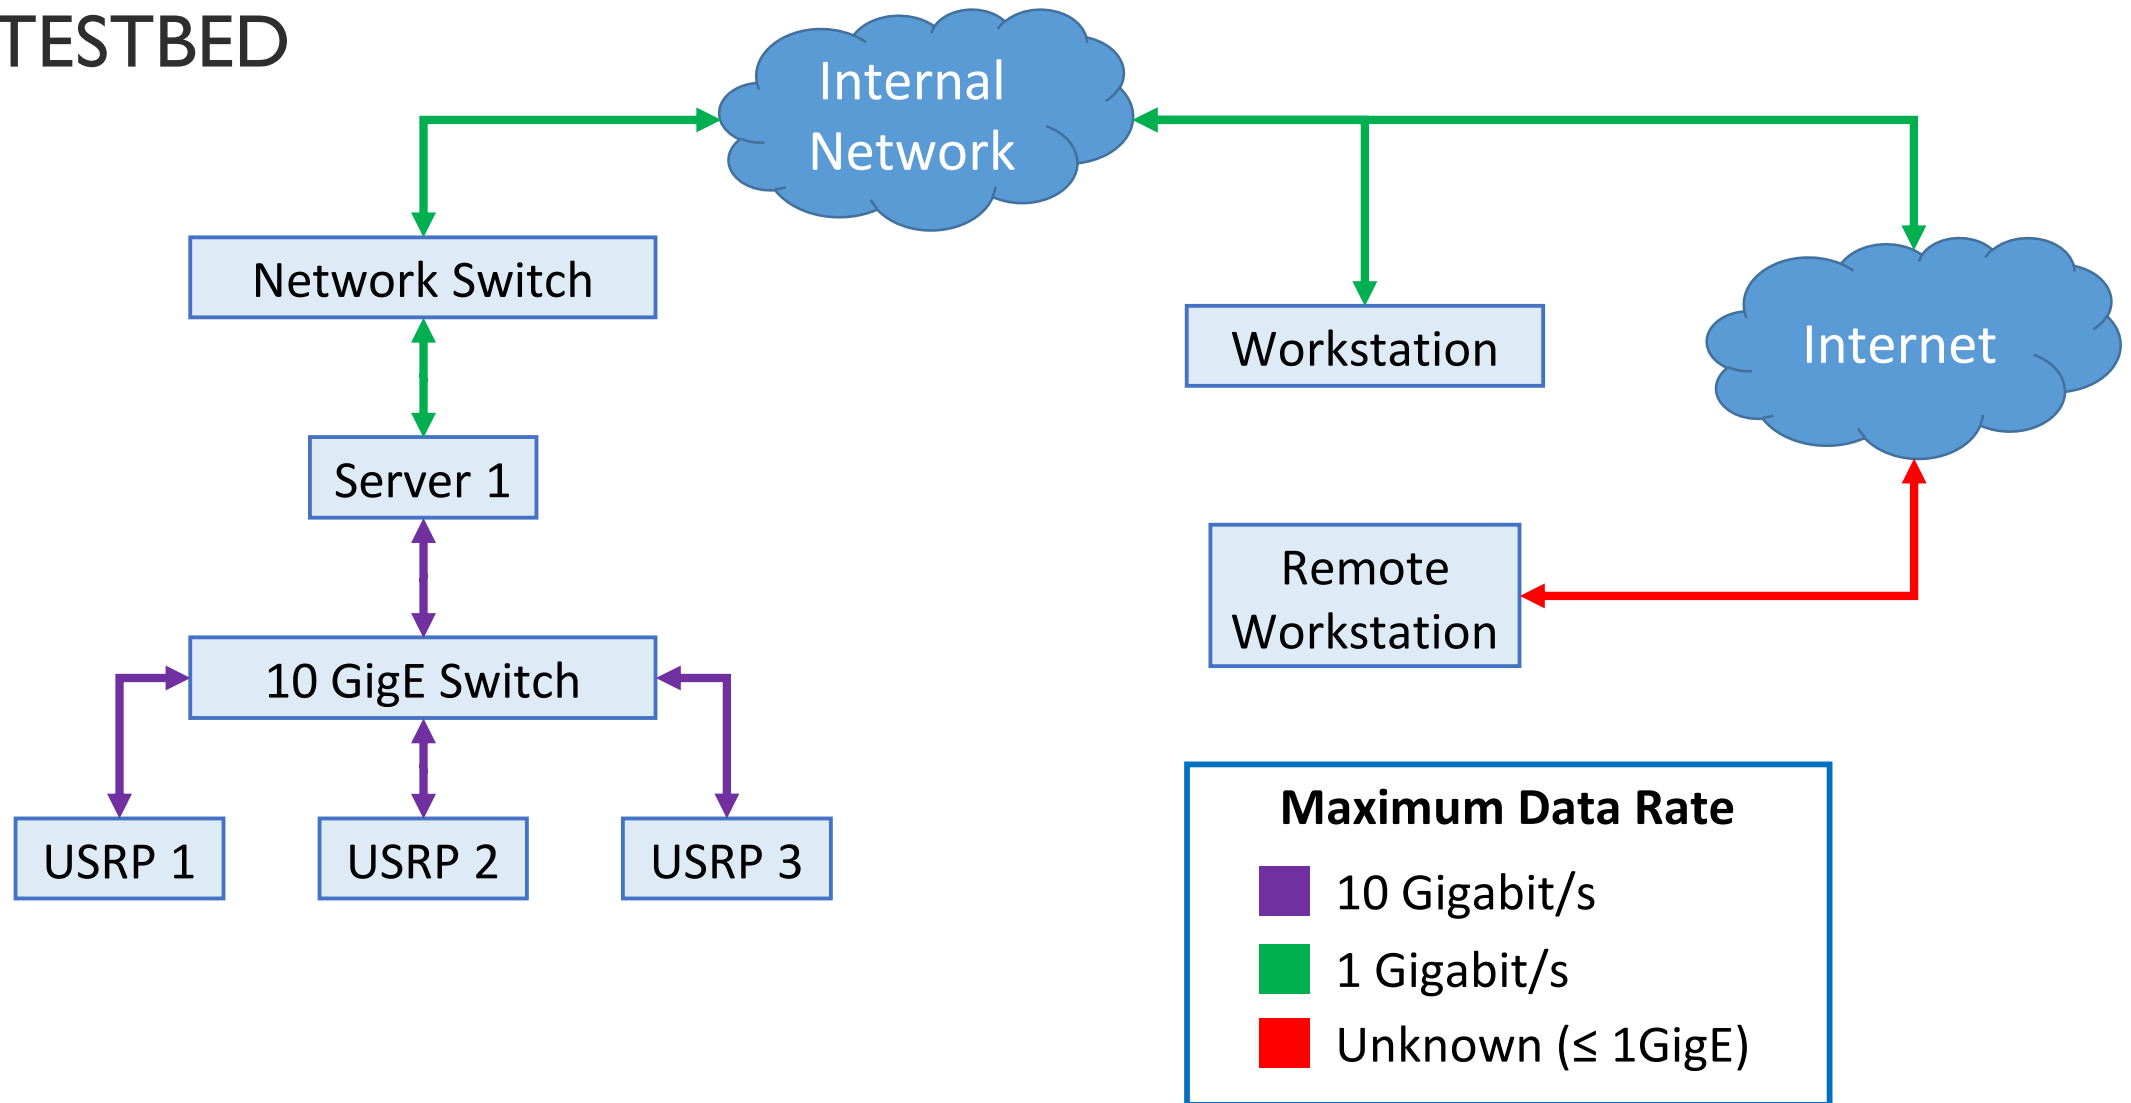 TESTBED
Internal
Network
Network Switch
Workstation
Internet
Server 1
Remote
Workstation
10 GigE Switch
USRP 1
USRP 2
USRP 3
Maximum Data Rate
10 Gigabit/s
1 Gigabit/s
Unknown (≤ 1GigE)